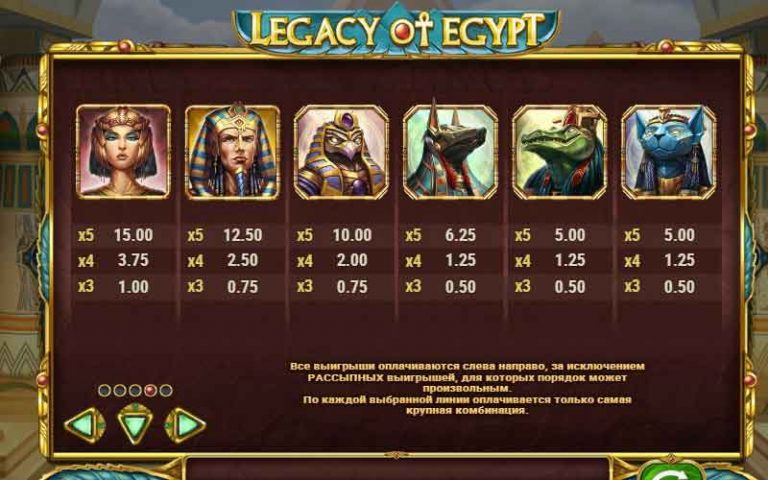 LEGACY OF EGYPT
x5 15.00 x5 12.50 x5 10.00 x5 6.25 x5 5.00 x5 5.00
x4 3.75 x4 2.50 x4 2.00 x4 1.25 x4 1.25 x4 1.25
x3 1.00 x3 0.75 x3 0.75 x3 0.50 x3 0.50 x3 0.50
Все выигрыши оплачиваются слева направо, за исключением
РАССЫПНЫХ выигрышей, для которых порядок может
произвольным.
По каждой выбранной линии оплачивается только самая
крупная комбинация.